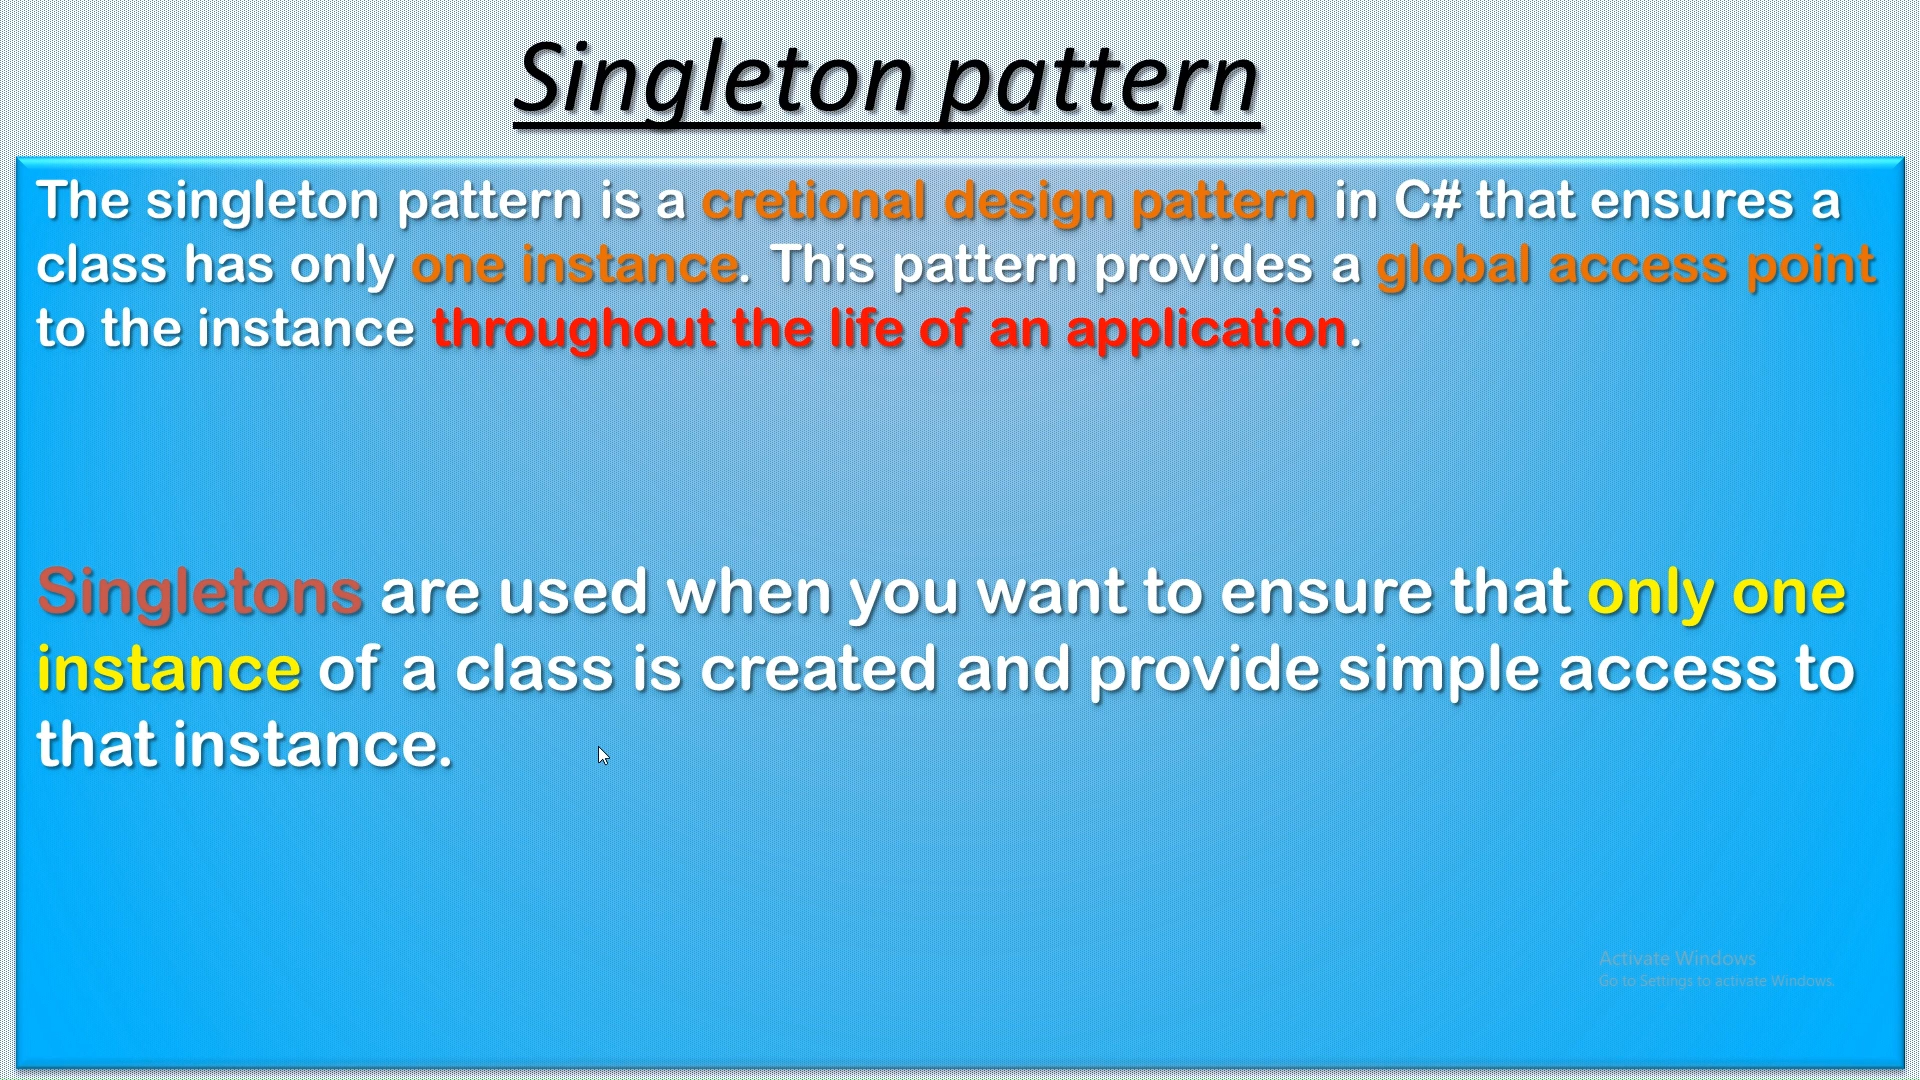 Singleton pattern
The singleton pattern is a cretional design pattern in C# that ensures a
class has only one instance. This pattern provides a global access point
to the instance throughout the life of an application.
Singletons are used when you want to ensure that only one
instance of a class is created and provide simple access to
that instance.
Activate Windows
Go to Settings to activate Windows.